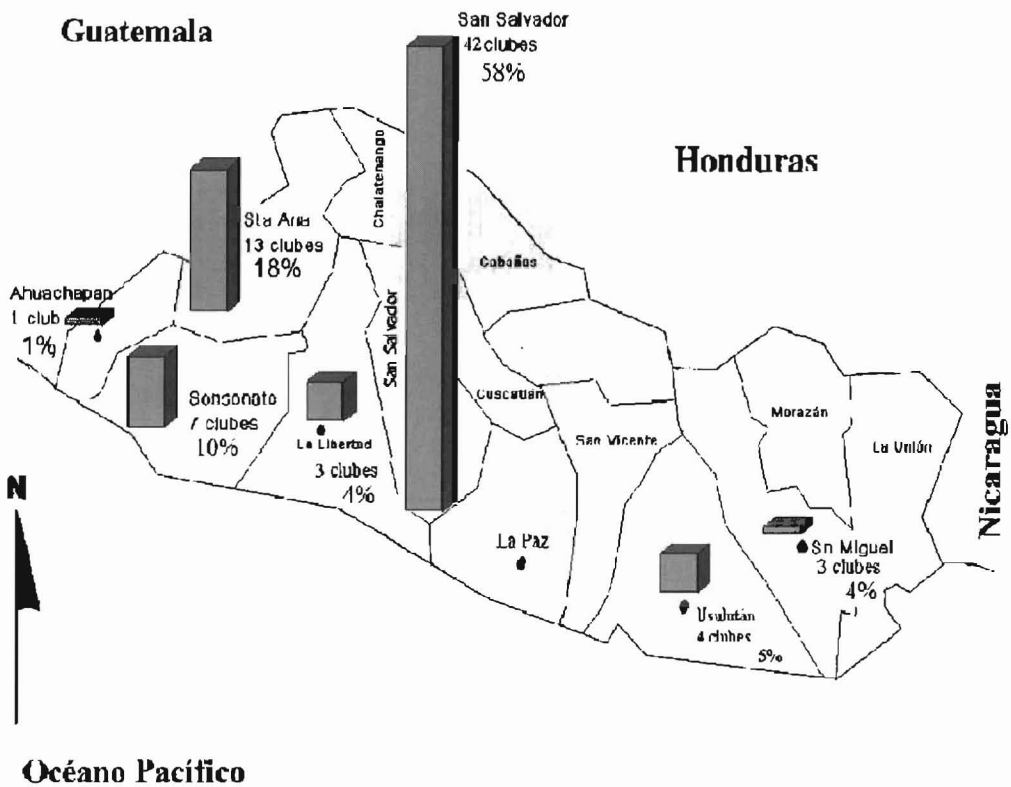 Guatemala
San Salvador
42 clubes
58%
Honduras
Chalatenango
Sta Ana
13 clubes
18%
Cabañas
Ahuachapan
1 club
1%
San Salvador
Sonsonato
7 clubes
10%
La Libertad
3 clubes
4%
Cuscatlán
San Vicente
Morazán
La Unión
Nicaragua
N
La Paz
Sn Miguel
3 clubes
4%
Usulután
4 clubes
5%
Océano Pacífico